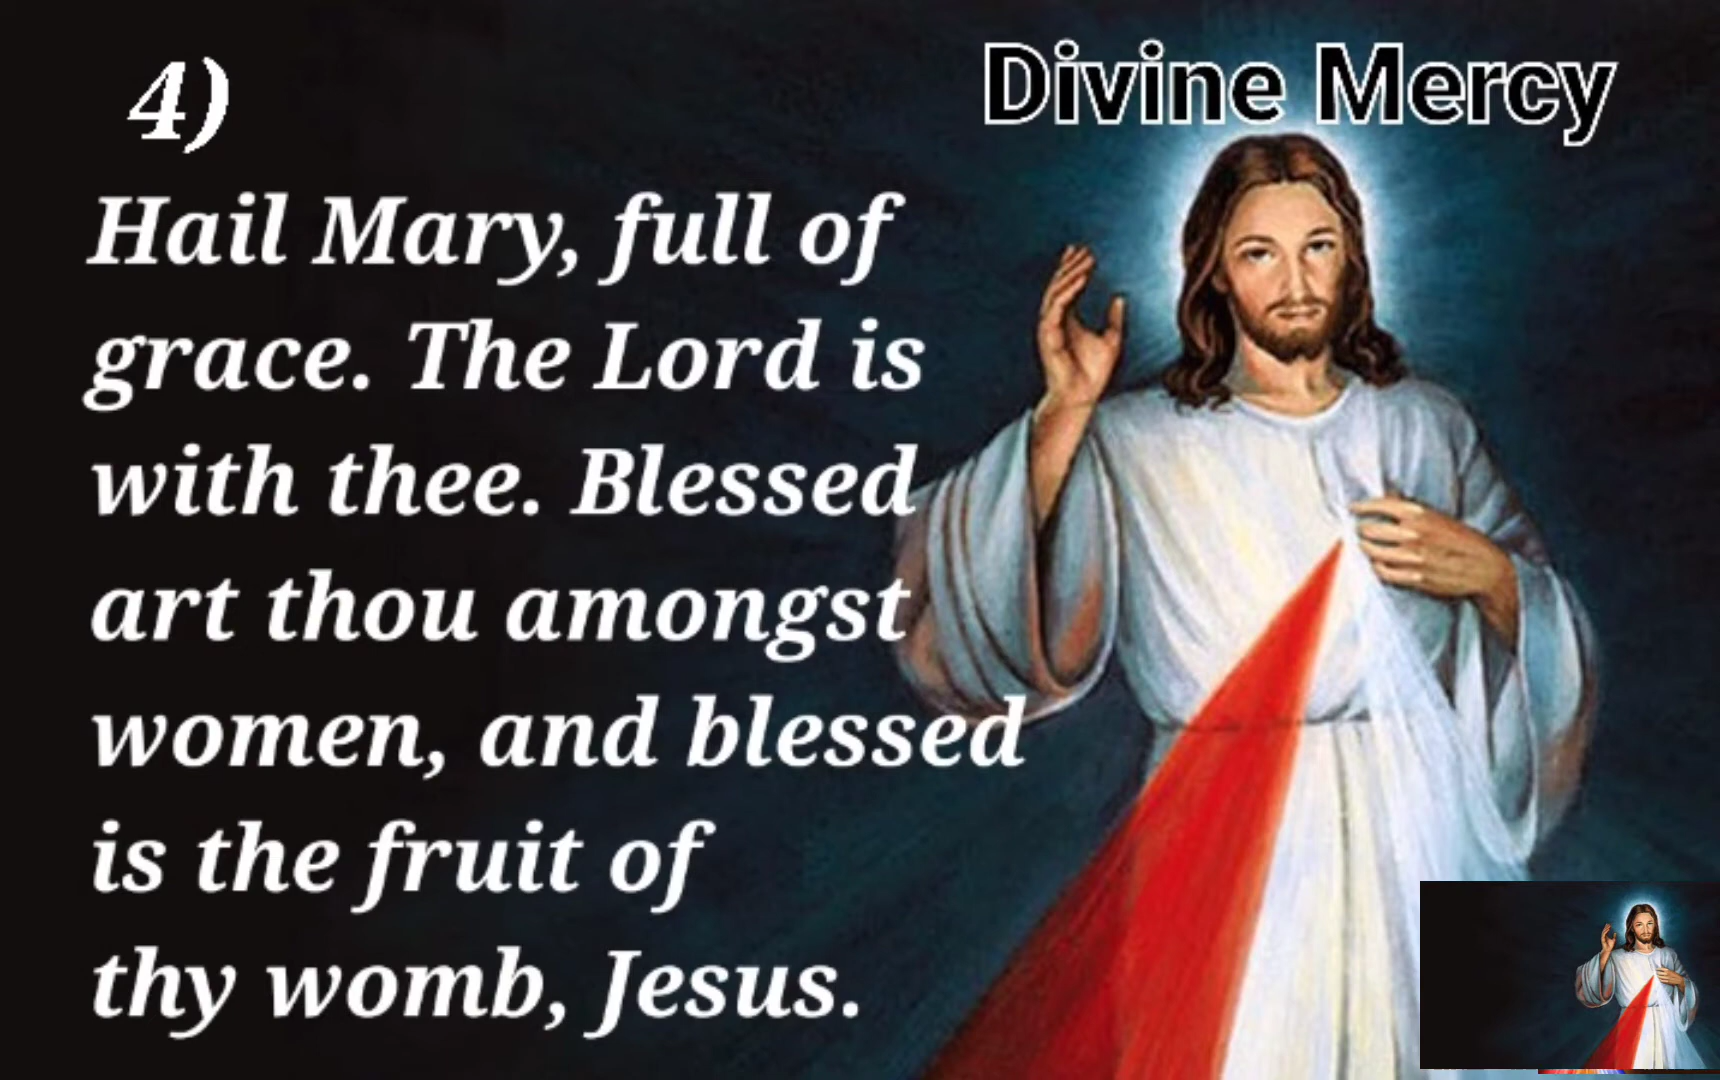 4)
Divine Mercy
Hail Mary, full of
grace. The Lord is
with thee. Blessed
art thou amongst
women, and blessed
is the fruit of
thy womb, Jesus.